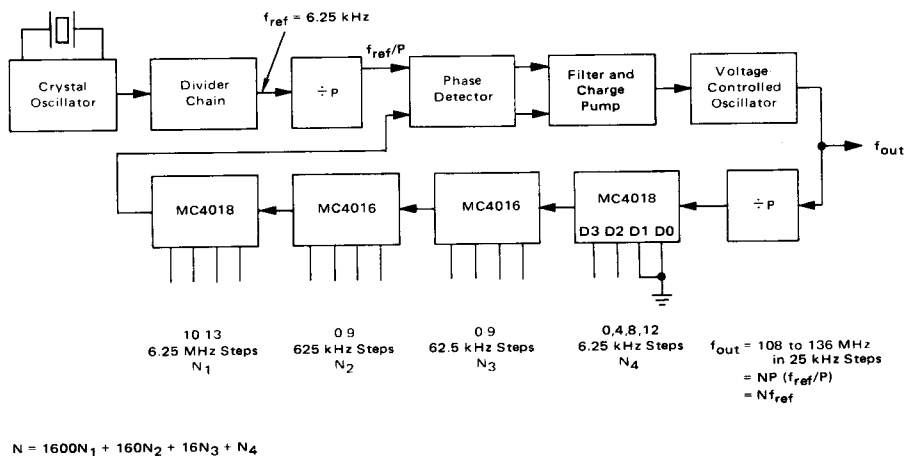 f_ref = 6.25 kHz
Crystal
Oscillator
Divider
Chain
÷P
f_ref/P
Phase
Detector
Filter and
Charge
Pump
Voltage
Controlled
Oscillator
f_out
MC4018
MC4016
MC4016
MC4018
D3 D2 D1 D0
÷P
10 13
6.25 MHz Steps
N₁
0 9
625 kHz Steps
N₂
0 9
62.5 kHz Steps
N₃
0,4,8,12
6.25 kHz Steps
N₄
f_out = 108 to 136 MHz
in 25 kHz Steps
= NP (f_ref/P)
= Nf_ref
N = 1600N₁ + 160N₂ + 16N₃ + N₄